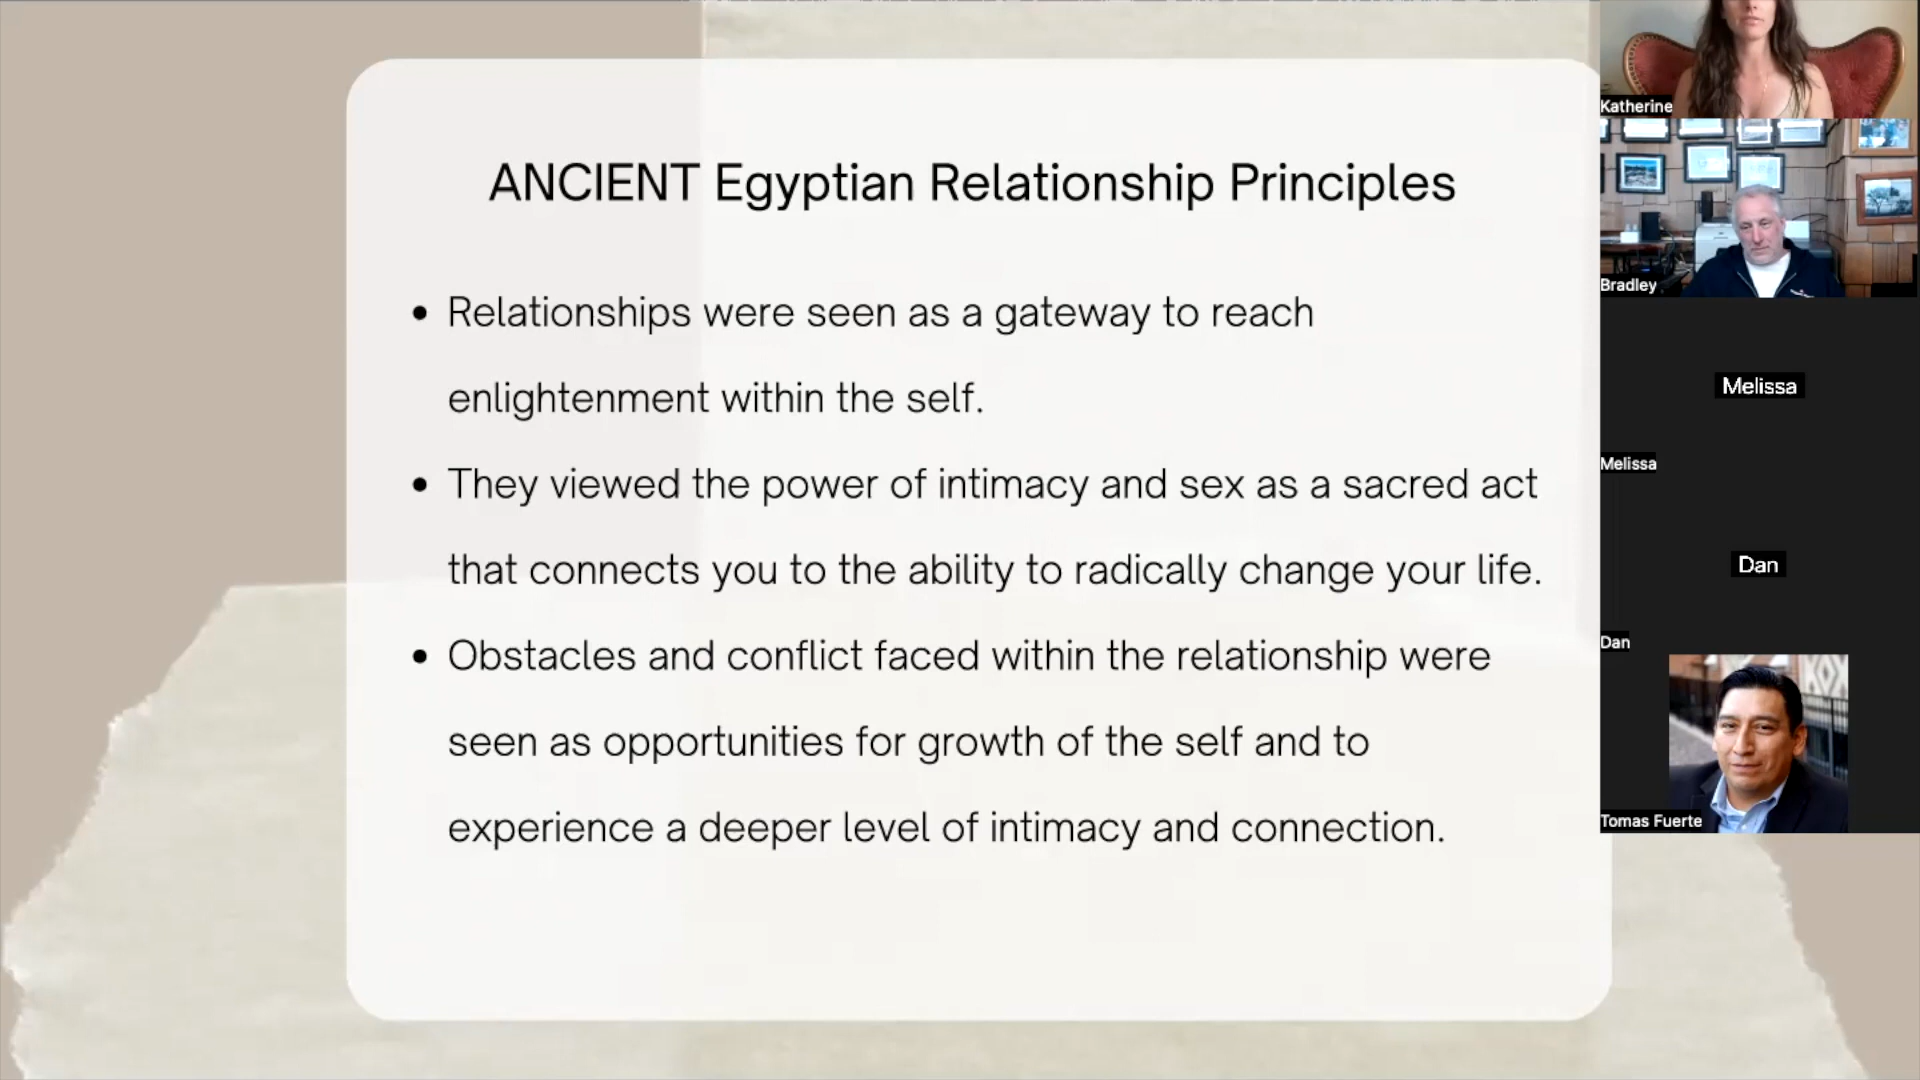 ANCIENT Egyptian Relationship Principles
• Relationships were seen as a gateway to reach
enlightenment within the self.
• They viewed the power of intimacy and sex as a sacred act
that connects you to the ability to radically change your life.
• Obstacles and conflict faced within the relationship were
seen as opportunities for growth of the self and to
experience a deeper level of intimacy and connection.
Katherine
Bradley
Melissa
Melissa
Dan
Dan
Tomas Fuerte